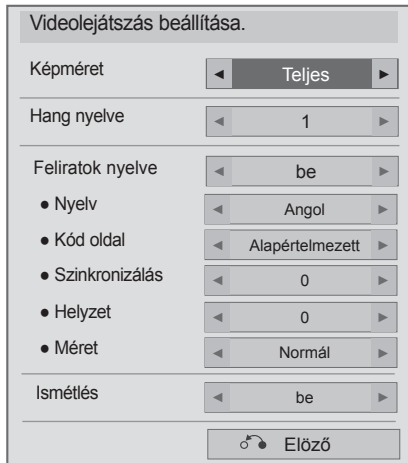 Videolejátszás beállítása.
Képméret ◄ Teljes ►
Hang nyelve ◄ 1 ►
Feliratok nyelve ◄ be ►
● Nyelv ◄ Angol ►
● Kód oldal ◄ Alapértelmezett ►
● Szinkronizálás ◄ 0 ►
● Helyzet ◄ 0 ►
● Méret ◄ Normál ►
Ismétlés ◄ be ►
Elözö